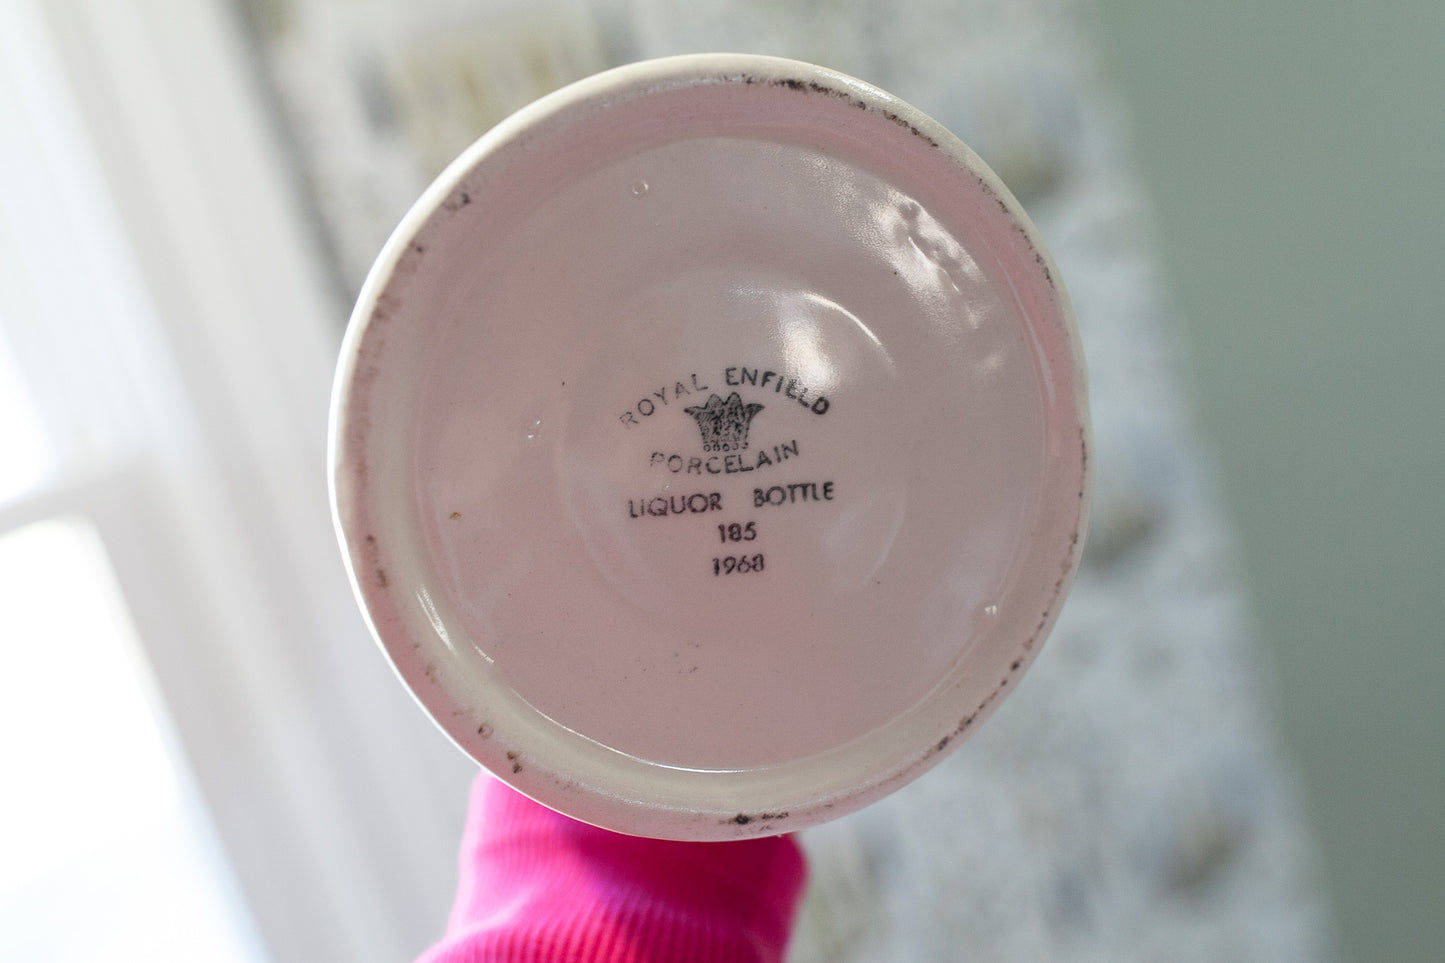 ROYAL ENFIELD
PORCELAIN
LIQUOR BOTTLE
185
1968